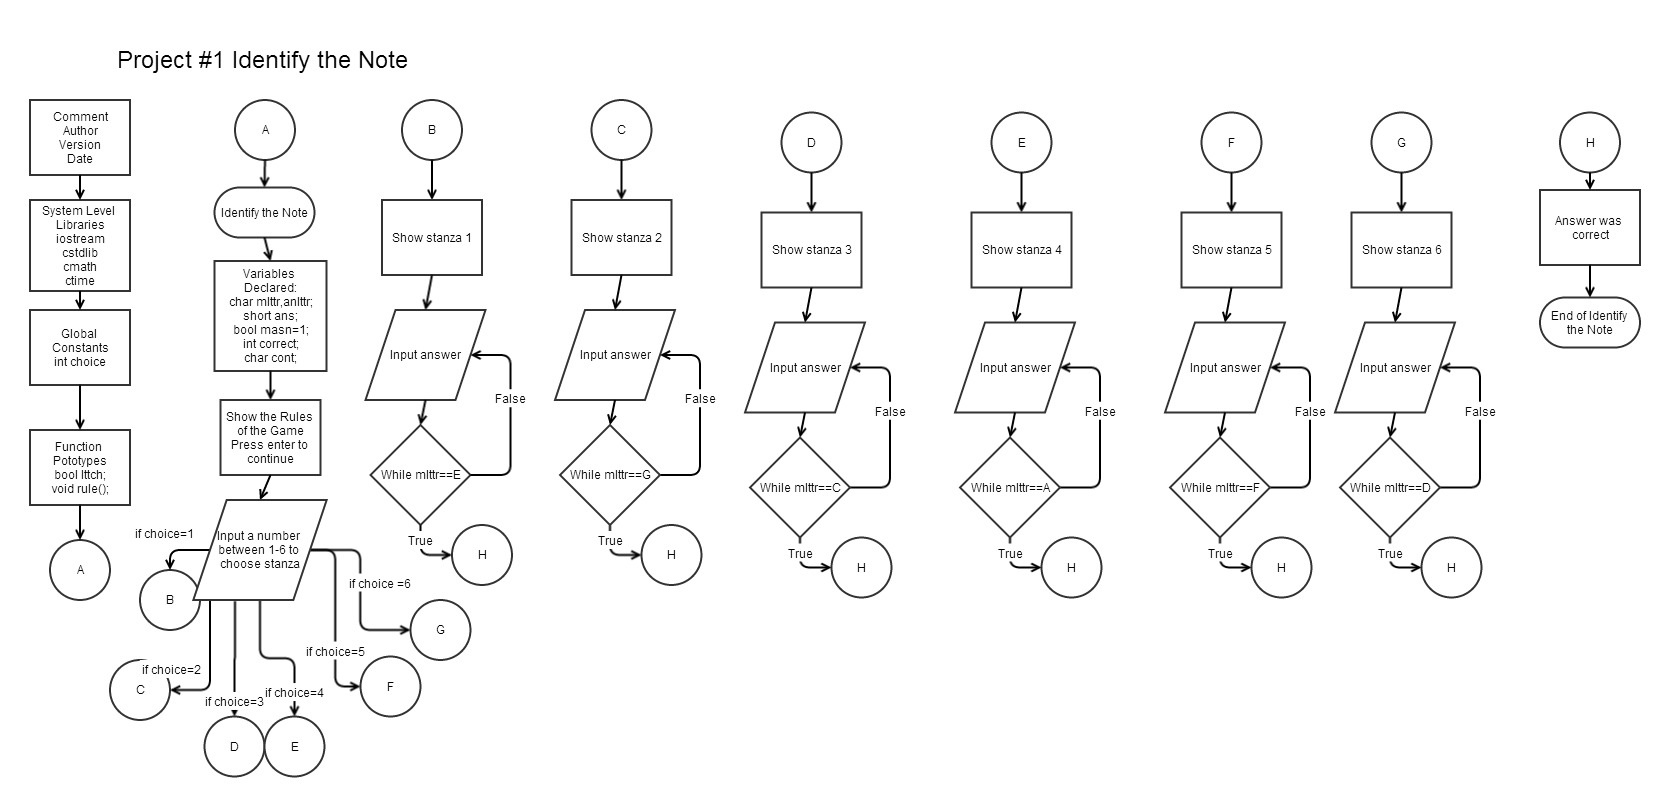 Project #1 Identify the Note
Comment
Author
Version
Date
System Level
Libraries
iostream
cstdlib
cmath
ctime
Global
Constants
int choice
Function
Pototypes
bool lttch;
void rule();
A
A
Identify the Note
Variables
Declared:
char mlttr,anlttr;
short ans;
bool masn=1;
int correct;
char cont;
Show the Rules
of the Game
Press enter to
continue
Input a number
between 1-6 to
choose stanza
if choice=1
B
if choice=2
C
if choice=3
D
if choice=4
E
if choice=5
F
if choice =6
G
B
Show stanza 1
Input answer
False
While mlttr==E
True
H
C
Show stanza 2
Input answer
False
While mlttr==G
True
H
D
Show stanza 3
Input answer
False
While mlttr==C
True
H
E
Show stanza 4
Input answer
False
While mlttr==A
True
H
F
Show stanza 5
Input answer
False
While mlttr==F
True
H
G
Show stanza 6
Input answer
False
While mlttr==D
True
H
H
Answer was
correct
End of Identify
the Note